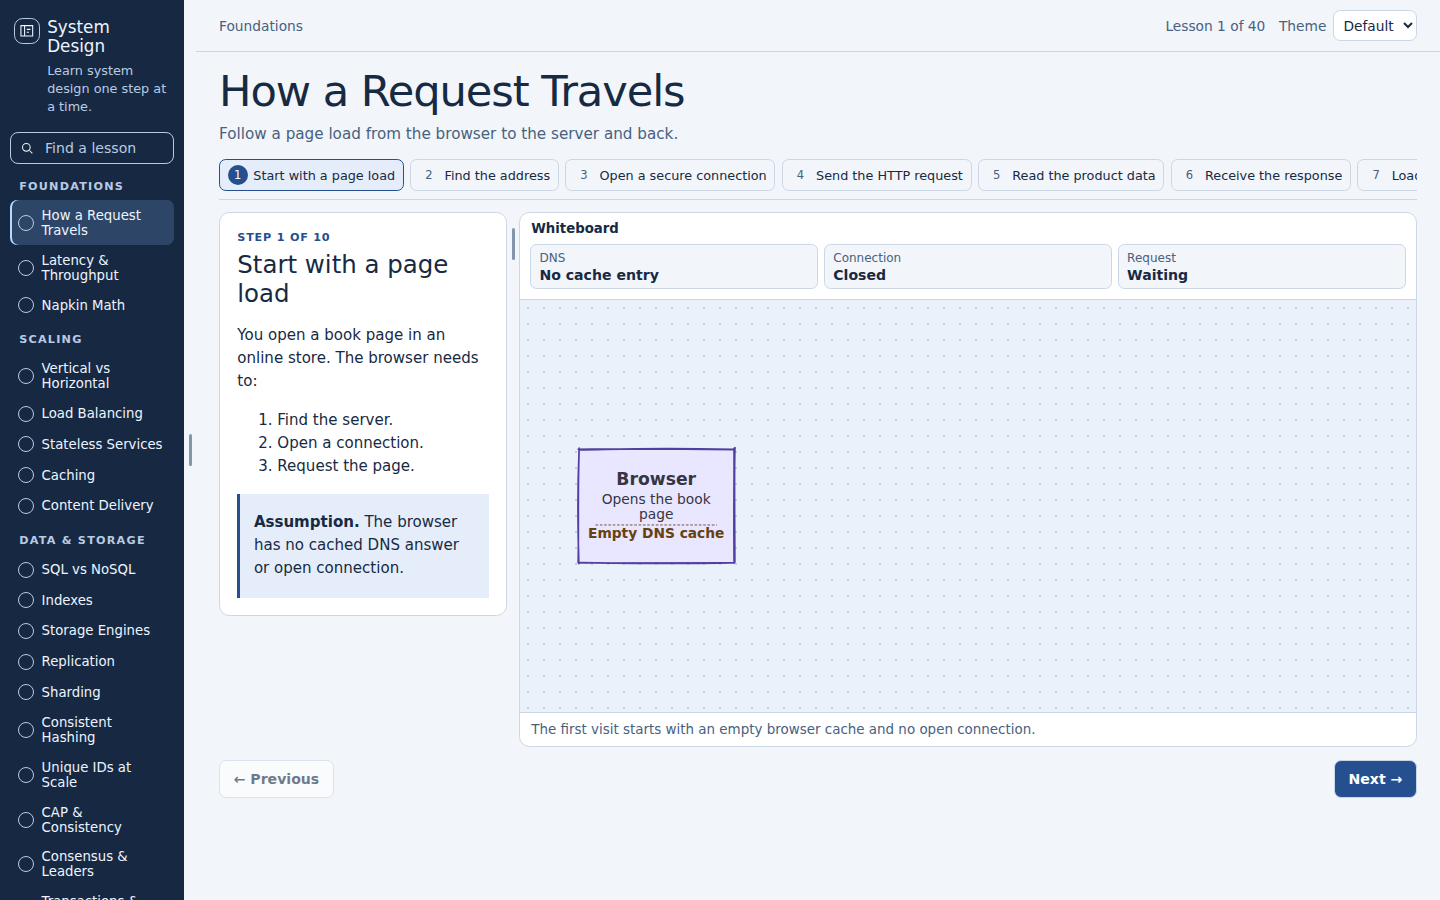 System
Design
Learn system
design one step at
a time.
Find a lesson
FOUNDATIONS
How a Request
Travels
Latency &
Throughput
Napkin Math
SCALING
Vertical vs
Horizontal
Load Balancing
Stateless Services
Caching
Content Delivery
DATA & STORAGE
SQL vs NoSQL
Indexes
Storage Engines
Replication
Sharding
Consistent
Hashing
Unique IDs at
Scale
CAP &
Consistency
Consensus &
Leaders
Transactions &
Foundations
Lesson 1 of 40 Theme Default
How a Request Travels
Follow a page load from the browser to the server and back.
1 Start with a page load
2 Find the address
3 Open a secure connection
4 Send the HTTP request
5 Read the product data
6 Receive the response
7
STEP 1 OF 10
Start with a page
load
You open a book page in an
online store. The browser needs
to:
1. Find the server.
2. Open a connection.
3. Request the page.
Assumption. The browser
has no cached DNS answer
or open connection.
Whiteboard
DNS
No cache entry
Connection
Closed
Request
Waiting
Browser
Opens the book
page
Empty DNS cache
The first visit starts with an empty browser cache and no open connection.
← Previous
Next →